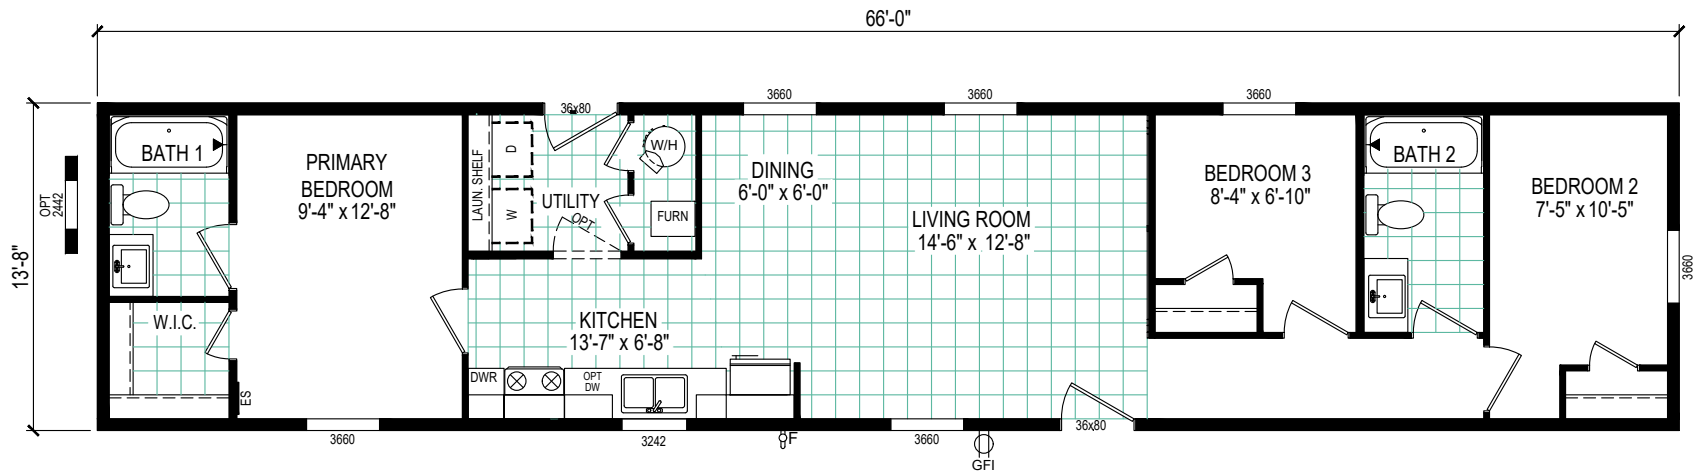 66'-0"
13'-8"
OPT
2442
BATH 1
W.I.C.
ES
PRIMARY
BEDROOM
9'-4" x 12'-8"
3660
36x80
LAUN. SHELF
D
W
UTILITY
OPT
W/H
FURN
KITCHEN
13'-7" x 6'-8"
DWR
OPT
DW
3242
F
3660
3660
DINING
6'-0" x 6'-0"
LIVING ROOM
14'-6" x 12'-8"
3660
GFI
36x80
3660
BEDROOM 3
8'-4" x 6'-10"
BATH 2
BEDROOM 2
7'-5" x 10'-5"
3660